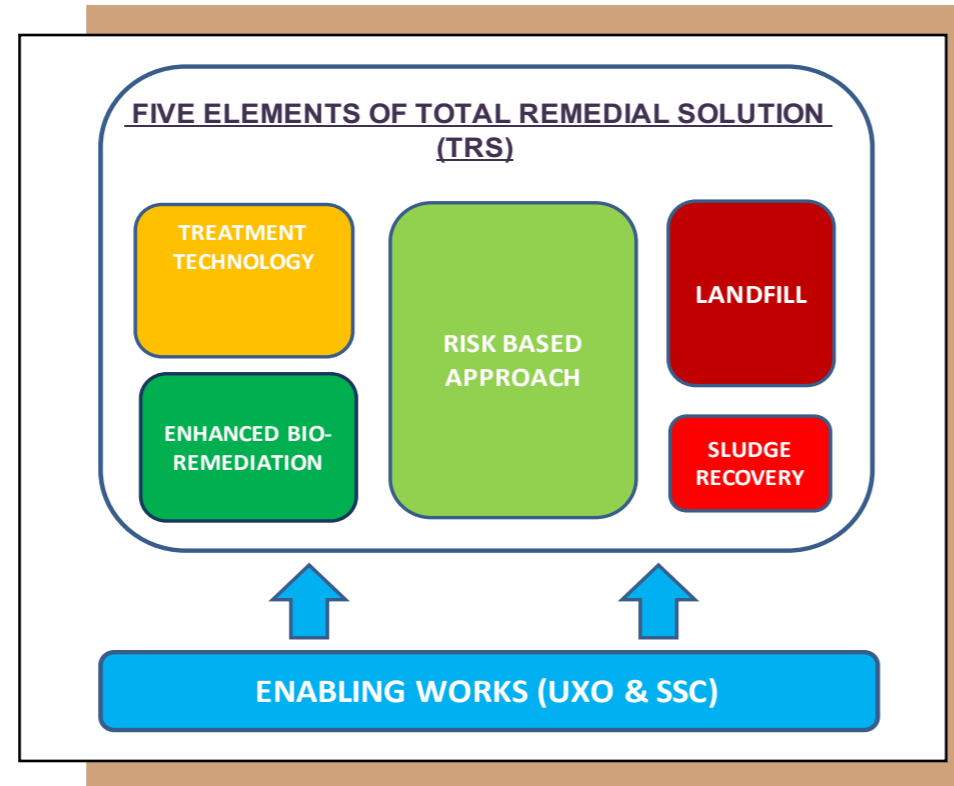 FIVE ELEMENTS OF TOTAL REMEDIAL SOLUTION
(TRS)
TREATMENT
TECHNOLOGY
ENHANCED BIO-
REMEDIATION
RISK BASED
APPROACH
LANDFILL
SLUDGE
RECOVERY
ENABLING WORKS (UXO & SSC)